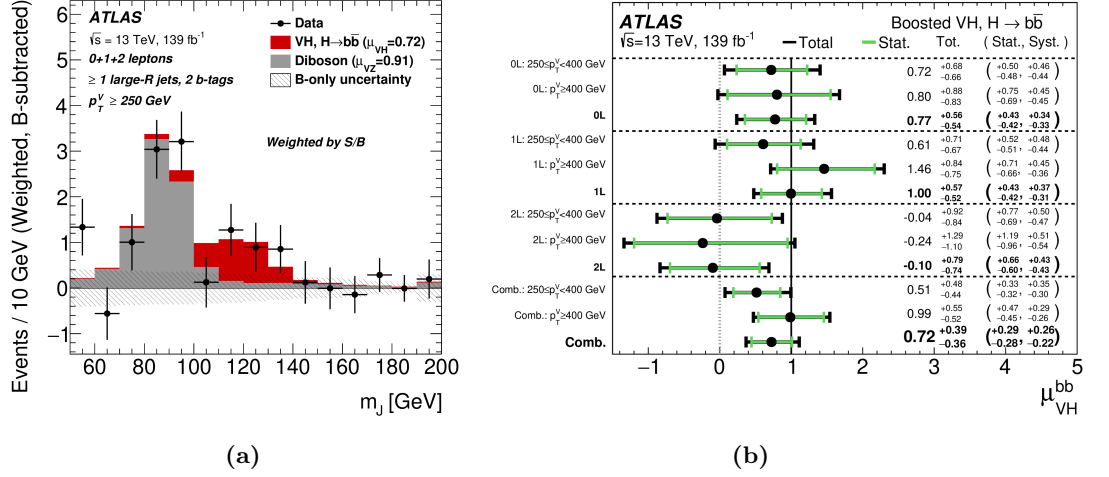 ATLAS
√s = 13 TeV, 139 fb⁻¹
0+1+2 leptons
≥ 1 large-R jets, 2 b-tags
p_T^V ≥ 250 GeV
Data
VH, H→bb̄ (μ_VH=0.72)
Diboson (μ_VZ=0.91)
B-only uncertainty
Weighted by S/B
Events / 10 GeV (Weighted, B-subtracted)
6
5
4
3
2
1
0
−1
60 80 100 120 140 160 180 200
m_J [GeV]
(a)
ATLAS Boosted VH, H → bb̄
√s=13 TeV, 139 fb⁻¹ Total Stat. Tot. ( Stat., Syst. )
0L: 250≤p_T^V<400 GeV 0.72 +0.68 −0.66 ( +0.50 −0.48 , +0.46 −0.44 )
0L: p_T^V≥400 GeV 0.80 +0.88 −0.83 ( +0.75 −0.69 , +0.45 −0.45 )
0L 0.77 +0.56 −0.54 ( +0.43 −0.42 , +0.34 −0.33 )
1L: 250≤p_T^V<400 GeV 0.61 +0.71 −0.67 ( +0.52 −0.51 , +0.48 −0.44 )
1L: p_T^V≥400 GeV 1.46 +0.84 −0.75 ( +0.71 −0.66 , +0.45 −0.36 )
1L 1.00 +0.57 −0.52 ( +0.43 −0.42 , +0.37 −0.31 )
2L: 250≤p_T^V<400 GeV -0.04 +0.92 −0.84 ( +0.77 −0.69 , +0.50 −0.47 )
2L: p_T^V≥400 GeV -0.24 +1.29 −1.10 ( +1.19 −0.96 , +0.51 −0.54 )
2L -0.10 +0.79 −0.74 ( +0.66 −0.60 , +0.43 −0.43 )
Comb.: 250≤p_T^V<400 GeV 0.51 +0.48 −0.44 ( +0.33 −0.32 , +0.35 −0.30 )
Comb.: p_T^V≥400 GeV 0.99 +0.55 −0.52 ( +0.47 −0.45 , +0.29 −0.26 )
Comb. 0.72 +0.39 −0.36 ( +0.29 −0.28 , +0.26 −0.22 )
−1 0 1 2 3 4 5
μ_VH^bb
(b)